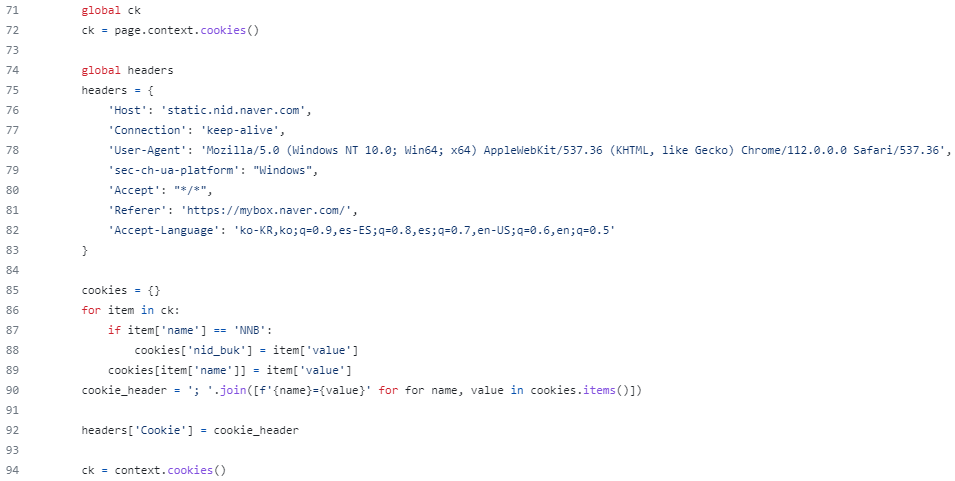 71 global ck
72 ck = page.context.cookies()
73
74 global headers
75 headers = {
76 'Host': 'static.nid.naver.com',
77 'Connection': 'keep-alive',
78 'User-Agent': 'Mozilla/5.0 (Windows NT 10.0; Win64; x64) AppleWebKit/537.36 (KHTML, like Gecko) Chrome/112.0.0.0 Safari/537.36',
79 'sec-ch-ua-platform': "Windows",
80 'Accept': "*/*",
81 'Referer': 'https://mybox.naver.com/',
82 'Accept-Language': 'ko-KR,ko;q=0.9,es-ES;q=0.8,es;q=0.7,en-US;q=0.6,en;q=0.5'
83 }
84
85 cookies = {}
86 for item in ck:
87 if item['name'] == 'NNB':
88 cookies['nid_buk'] = item['value']
89 cookies[item['name']] = item['value']
90 cookie_header = '; '.join([f'{name}={value}' for for name, value in cookies.items()])
91
92 headers['Cookie'] = cookie_header
93
94 ck = context.cookies()